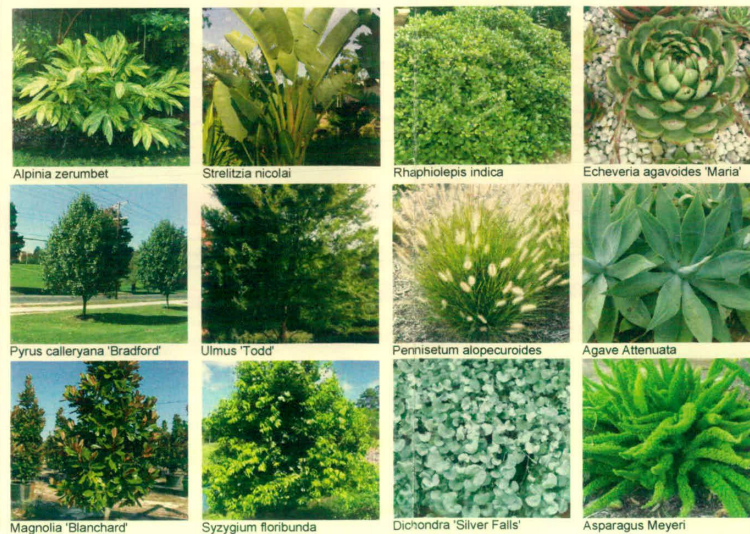 Alpinia zerumbet
Strelitzia nicolai
Rhaphiolepis indica
Echeveria agavoides 'Maria'
Pyrus calleryana 'Bradford'
Ulmus 'Todd'
Pennisetum alopecuroides
Agave Attenuata
Magnolia 'Blanchard'
Syzygium floribunda
Dichondra 'Silver Falls'
Asparagus Meyeri